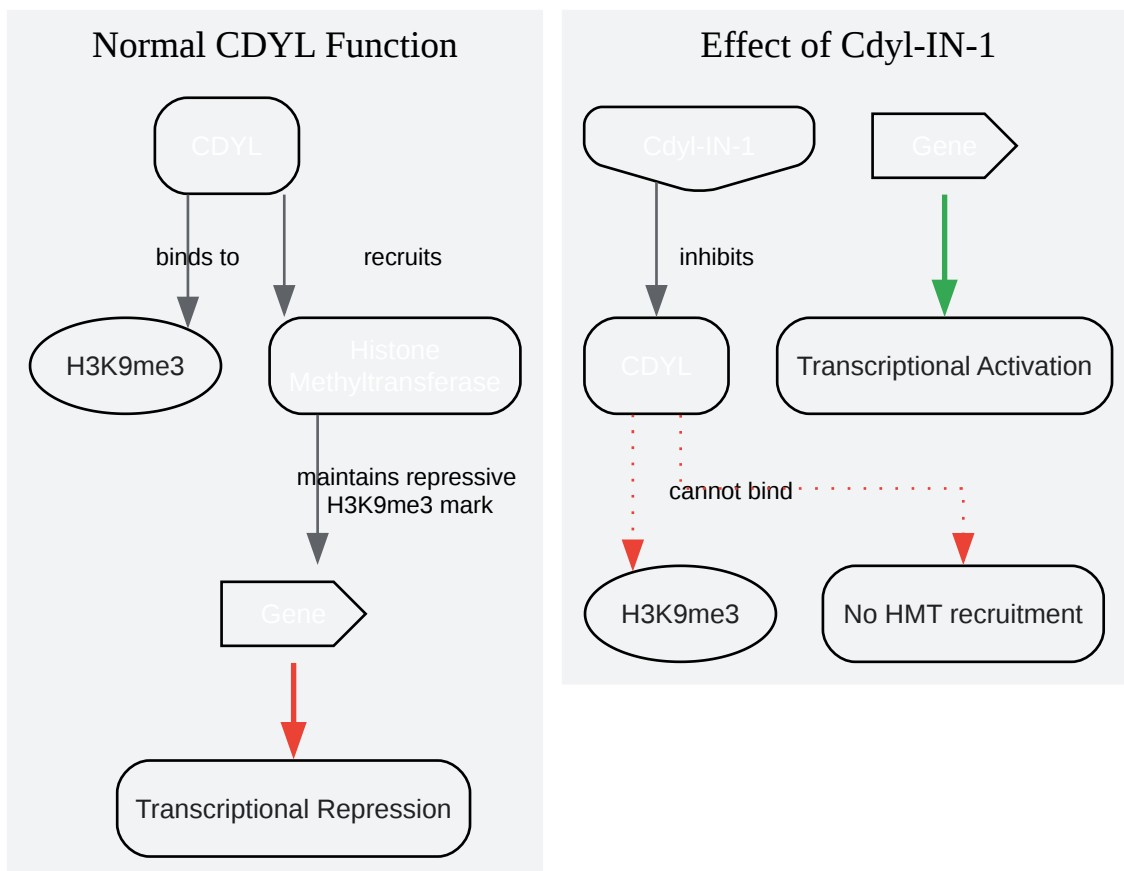 Normal CDYL Function
CDYL
binds to
recruits
H3K9me3
Histone
Methyltransferase
maintains repressive
H3K9me3 mark
Gene
Transcriptional Repression
Effect of Cdyl-IN-1
Cdyl-IN-1
Gene
inhibits
CDYL
Transcriptional Activation
cannot bind
H3K9me3
No HMT recruitment